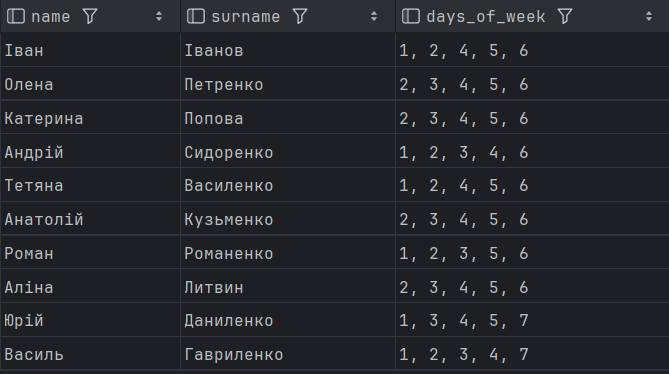 name surname days_of_week
Іван Іванов 1, 2, 4, 5, 6
Олена Петренко 2, 3, 4, 5, 6
Катерина Попова 2, 3, 4, 5, 6
Андрій Сидоренко 1, 2, 3, 4, 6
Тетяна Василенко 1, 2, 4, 5, 6
Анатолій Кузьменко 2, 3, 4, 5, 6
Роман Романенко 1, 2, 3, 5, 6
Аліна Литвин 2, 3, 4, 5, 6
Юрій Даниленко 1, 3, 4, 5, 7
Василь Гавриленко 1, 2, 3, 4, 7